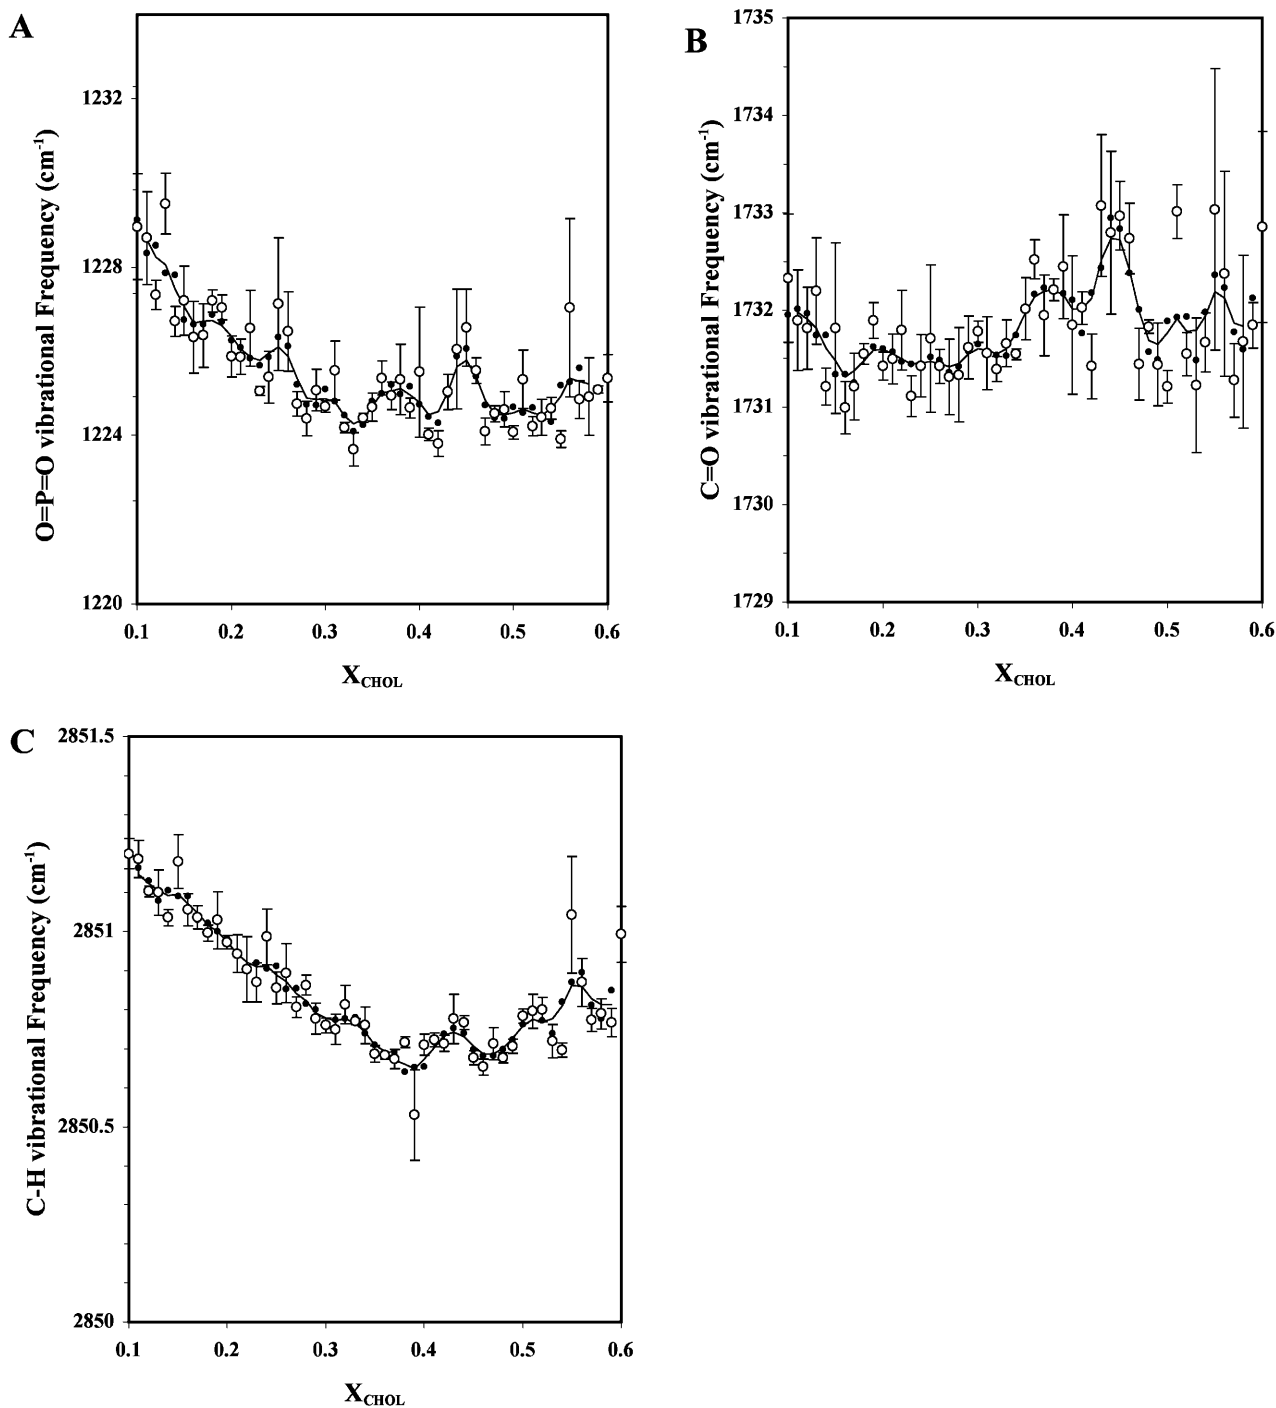 A
O=P=O vibrational Frequency (cm-1)
1232
1228
1224
1220
0.1 0.2 0.3 0.4 0.5 0.6
XCHOL
B
C=O vibrational Frequency (cm-1)
1735
1734
1733
1732
1731
1730
1729
0.1 0.2 0.3 0.4 0.5 0.6
XCHOL
C
C-H vibrational Frequency (cm-1)
2851.5
2851
2850.5
2850
0.1 0.2 0.3 0.4 0.5 0.6
XCHOL